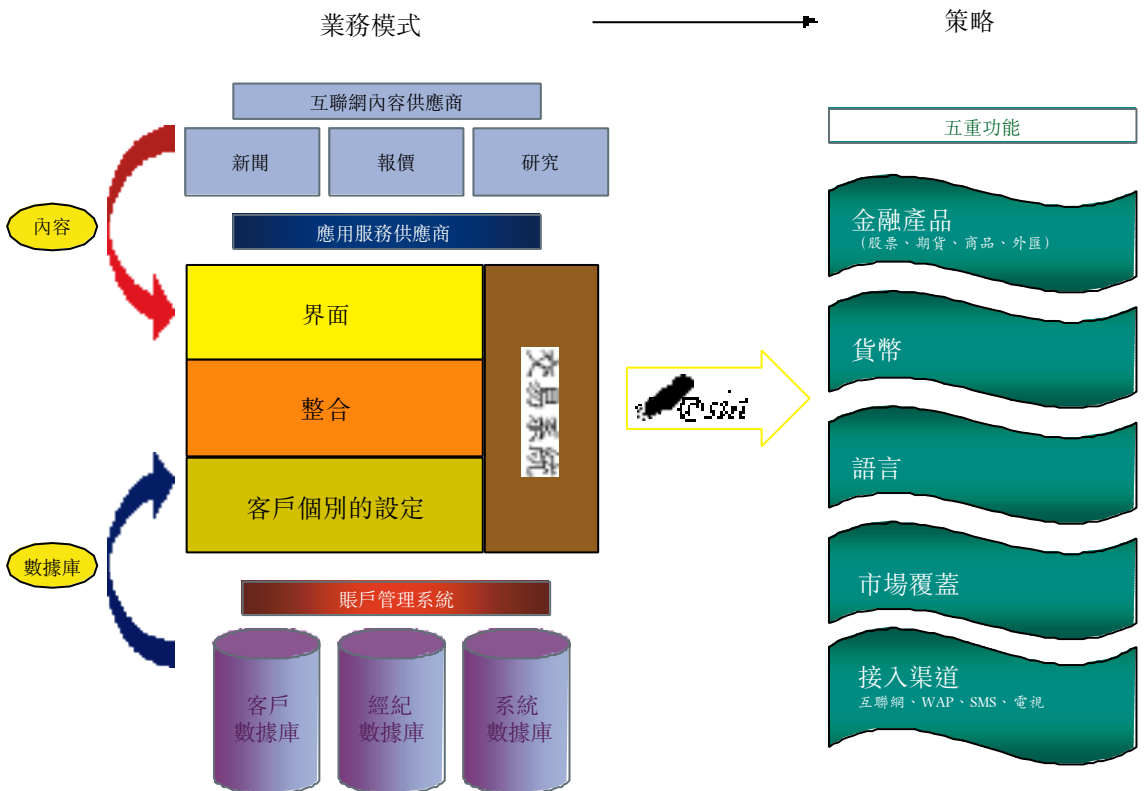 業務模式
策略
互聯網內容供應商
新聞
報價
研究
內容
應用服務供應商
界面
整合
客戶個別的設定
交易系統
數據庫
賬戶管理系統
客戶
數據庫
經紀
數據庫
系統
數據庫
五重功能
金融產品
(股票、期貨、商品、外匯)
貨幣
語言
市場覆蓋
接入渠道
互聯網、WAP、SMS、電視